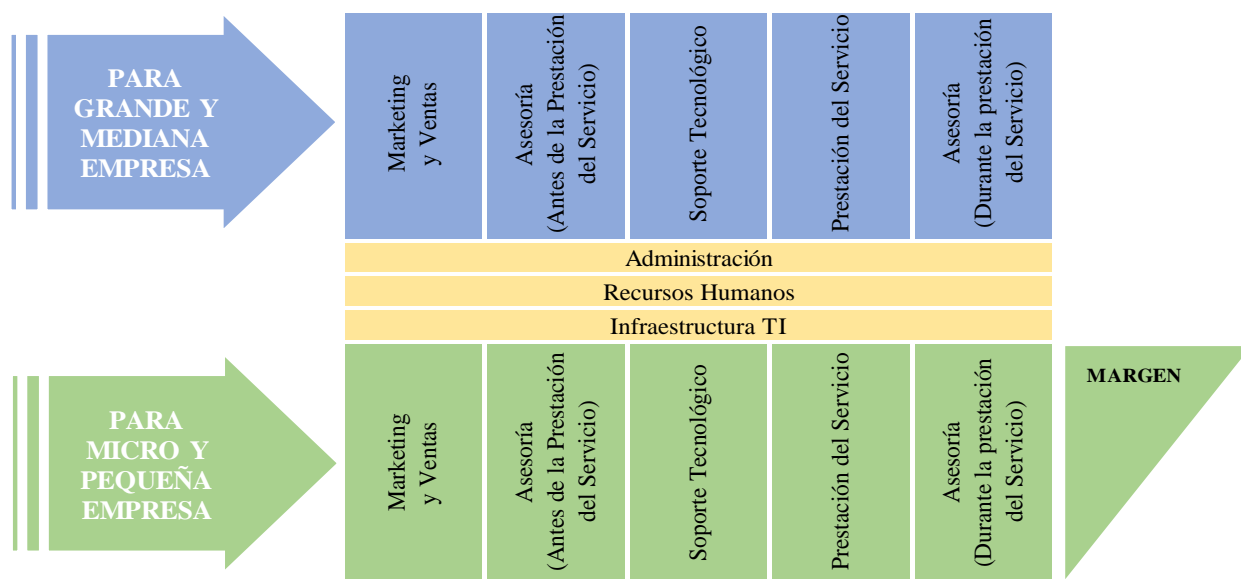 PARA
GRANDE Y
MEDIANA
EMPRESA
Marketing
y Ventas
Asesoría
(Antes de la Prestación
del Servicio)
Soporte Tecnológico
Prestación del Servicio
Asesoría
(Durante la prestación
del Servicio)
Administración
Recursos Humanos
Infraestructura TI
PARA
MICRO Y
PEQUEÑA
EMPRESA
Marketing
y Ventas
Asesoría
(Antes de la Prestación
del Servicio)
Soporte Tecnológico
Prestación del Servicio
Asesoría
(Durante la prestación
del Servicio)
MARGEN